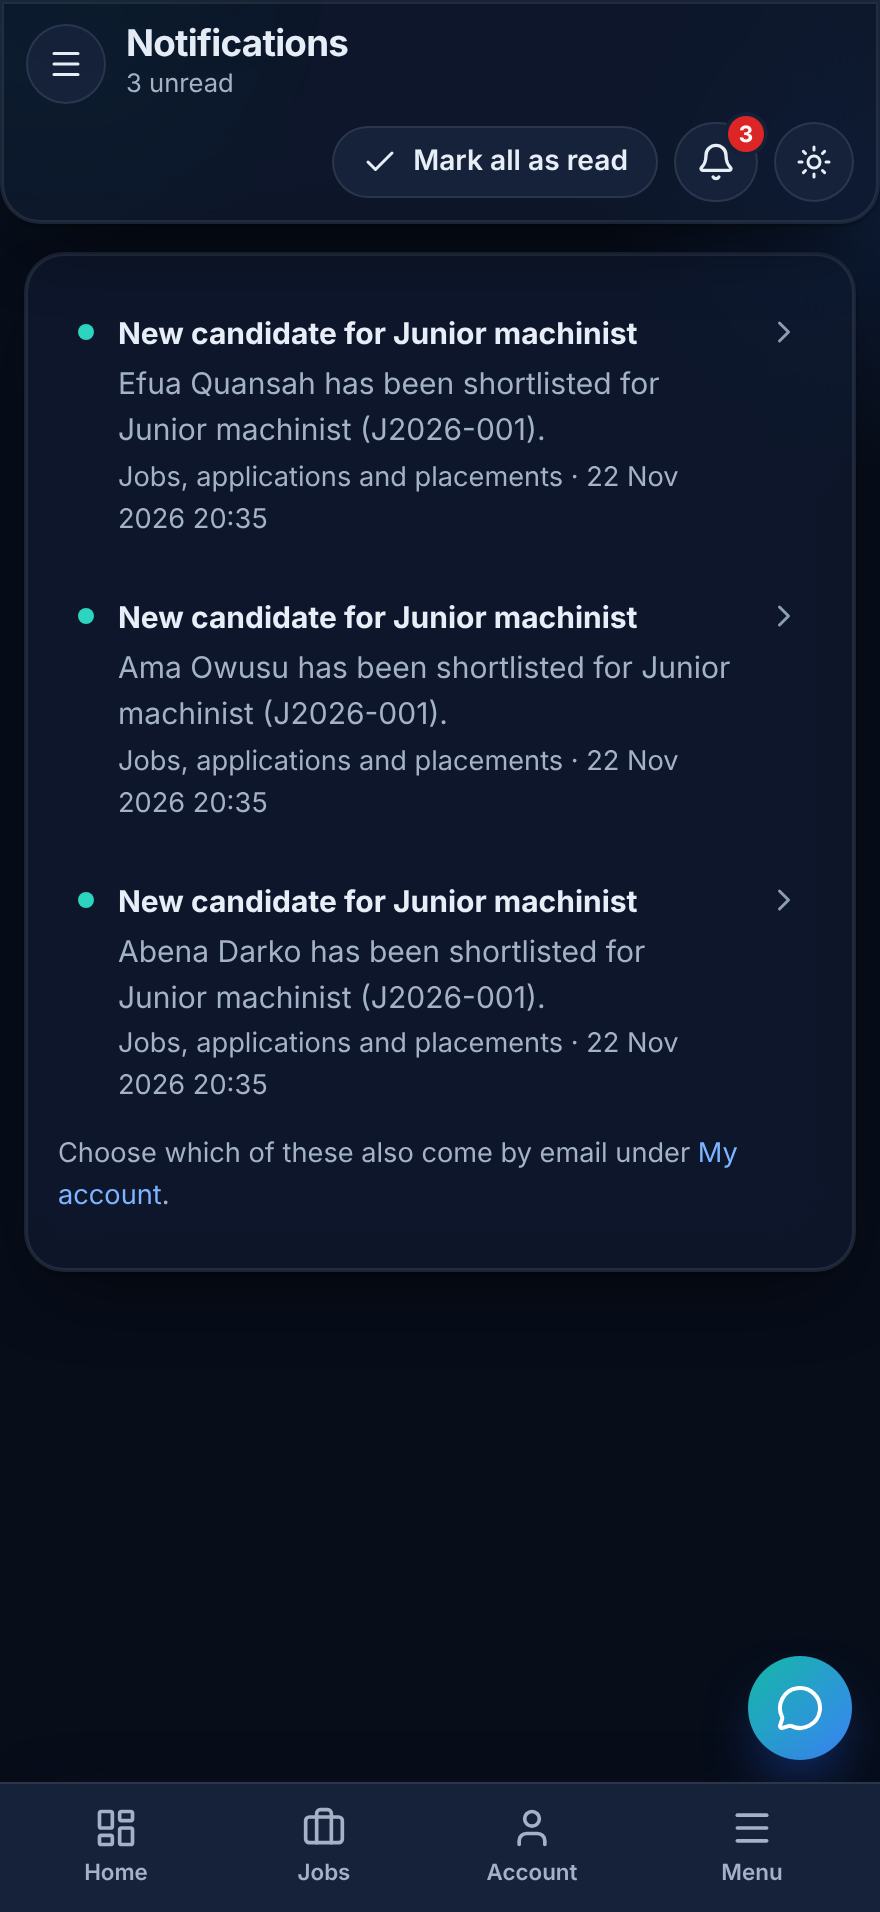 Notifications
3 unread
Mark all as read
3
New candidate for Junior machinist
Efua Quansah has been shortlisted for
Junior machinist (J2026-001).
Jobs, applications and placements · 22 Nov
2026 20:35
New candidate for Junior machinist
Ama Owusu has been shortlisted for Junior
machinist (J2026-001).
Jobs, applications and placements · 22 Nov
2026 20:35
New candidate for Junior machinist
Abena Darko has been shortlisted for
Junior machinist (J2026-001).
Jobs, applications and placements · 22 Nov
2026 20:35
Choose which of these also come by email under My
account.
Home
Jobs
Account
Menu